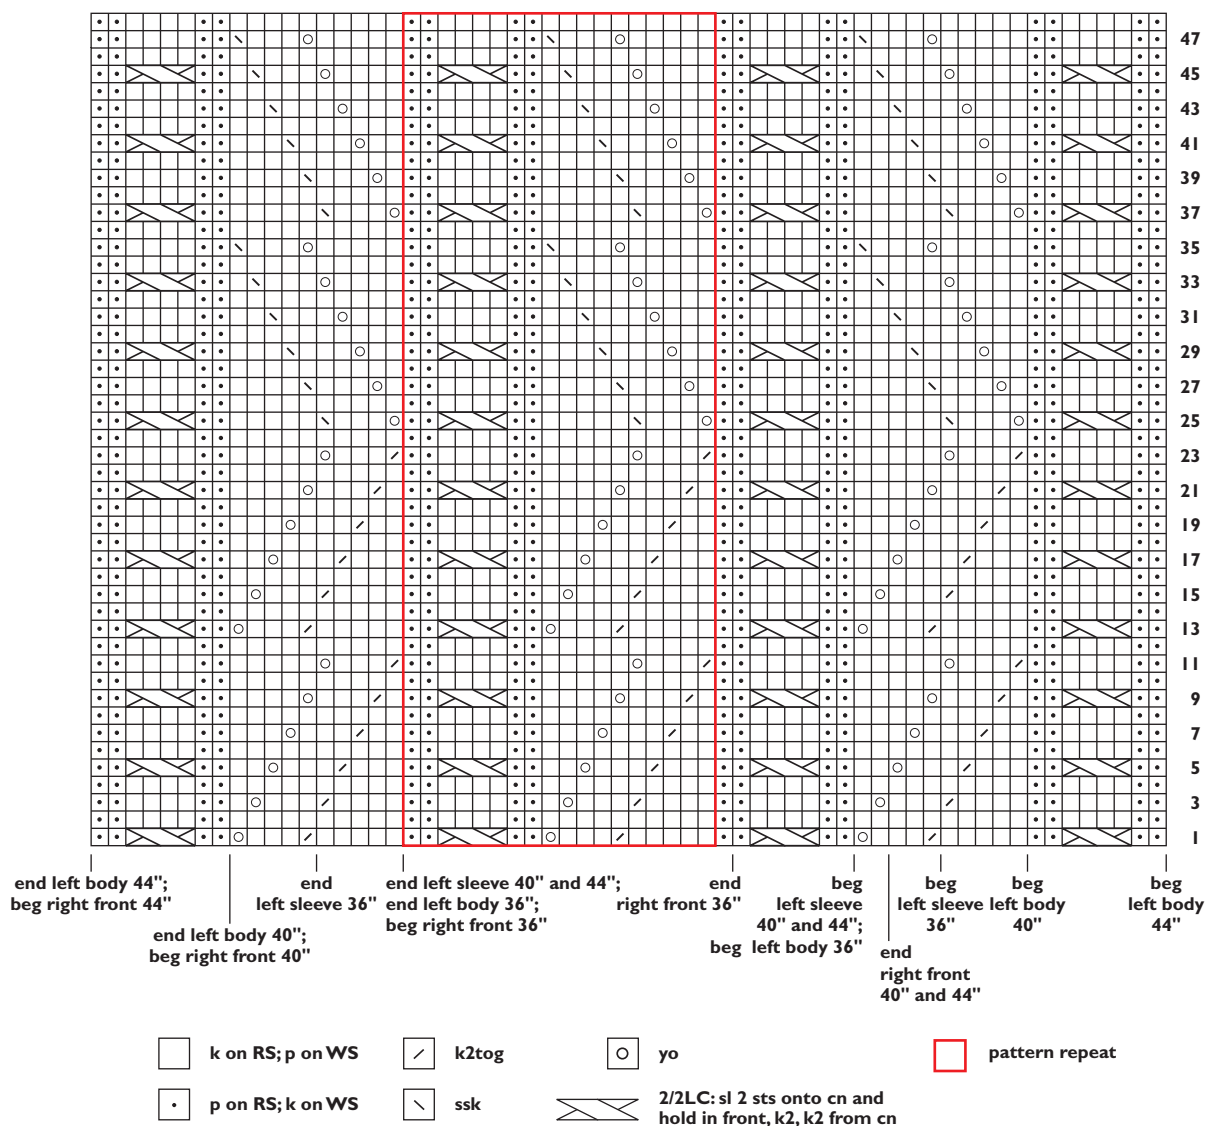 47
45
43
41
39
37
35
33
31
29
27
25
23
21
19
17
15
13
11
9
7
5
3
1
end left body 44";
beg right front 44"
end left body 40";
beg right front 40"
end
left sleeve 36"
end left sleeve 40" and 44";
end left body 36";
beg right front 36"
end
right front 36"
beg
left sleeve
40" and 44";
beg left body 36"
end
right front
40" and 44"
beg
left sleeve
36"
beg
left body
40"
beg
left body
44"
k on RS; p on WS
k2tog
yo
pattern repeat
p on RS; k on WS
ssk
2/2LC: sl 2 sts onto cn and
hold in front, k2, k2 from cn